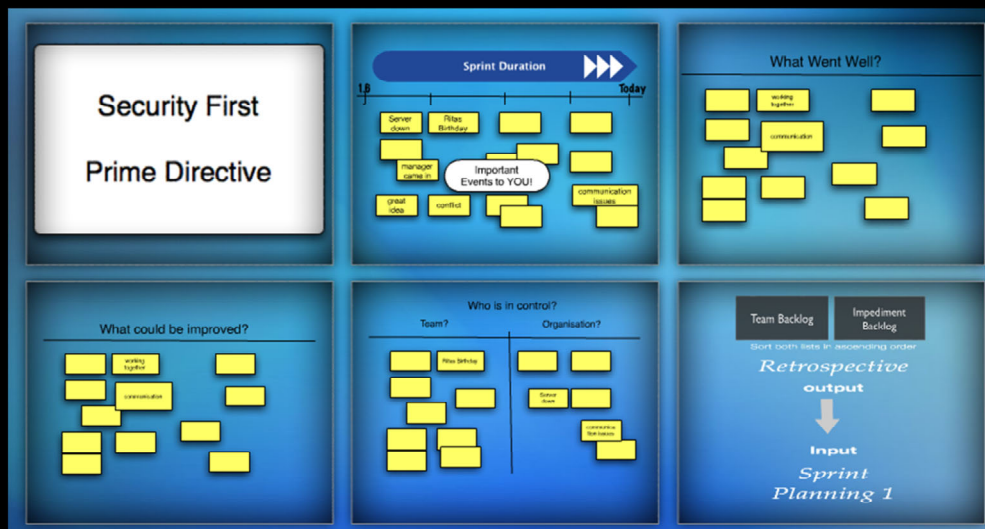 Security First
Prime Directive
Sprint Duration
1.6
Today
Server
down
Ritas
Birthday
manager
came in
Important
Events to YOU!
great
idea
conflict
communication
Issues
What Went Well?
working
together
communication
What could be improved?
working
together
communication
Who is in control?
Team?
Organisation?
Ritas Birthday
Server
down
communica
tion issues
Team Backlog
Impediment
Backlog
Sort both lists in ascending order
Retrospective
output
Input
Sprint
Planning 1